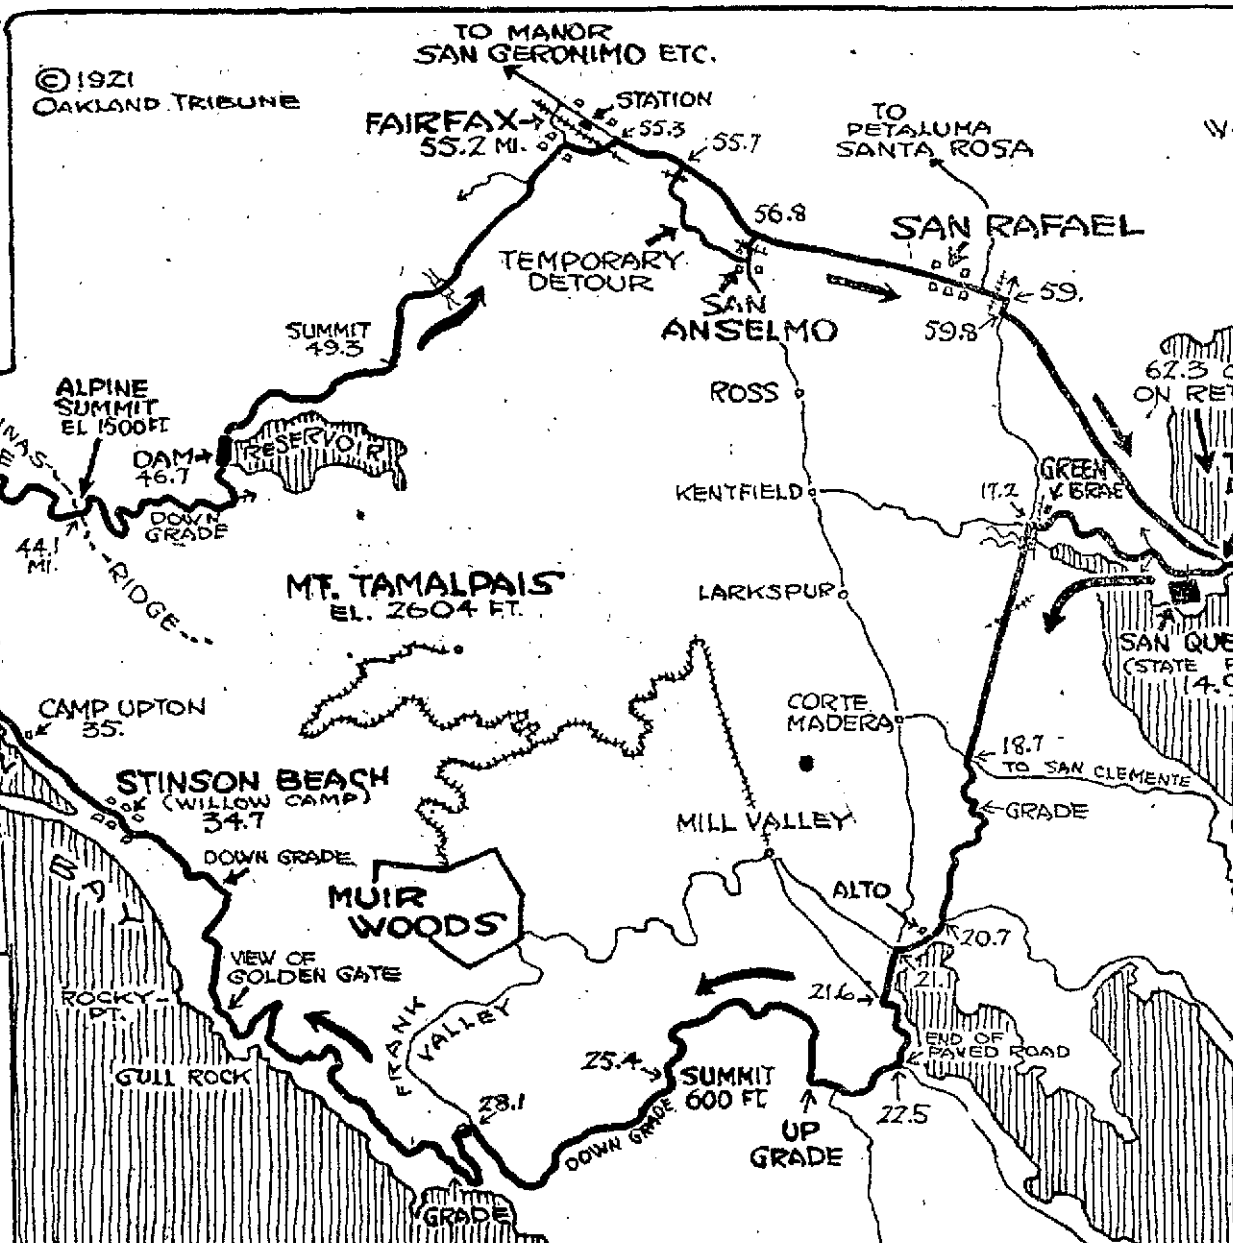 TO MANOR
SAN GERONIMO ETC.
© 1921
OAKLAND TRIBUNE
STATION
FAIRFAX
55.2 MI.
55.3
55.7
TO
PETALUMA
SANTA ROSA
56.8
SAN RAFAEL
TEMPORARY
DETOUR
SAN
ANSELMO
59.
59.8
SUMMIT
49.3
ALPINE
SUMMIT
EL 1500 FT
ROSS
62.3
ON RET
DAM
46.7
RESERVOIR
GREEN
BRAE
KENTFIELD
17.2
DOWN
GRADE
44.1
MI.
RIDGE
MT. TAMALPAIS
EL. 2604 FT.
LARKSPUR
SAN QUE
(STATE P
14.
CAMP UPTON
35.
CORTE
MADERA
18.7
TO SAN CLEMENTE
STINSON BEACH
(WILLOW CAMP)
34.7
GRADE
MILL VALLEY
DOWN GRADE
BAY
MUIR
WOODS
ALTO
20.7
VIEW OF
GOLDEN GATE
21.1
21.6
ROCKY
PT.
FRANK
VALLEY
END OF
PAVED ROAD
GULL ROCK
25.4
SUMMIT
600 FT.
28.1
22.5
DOWN GRADE
UP
GRADE
GRADE